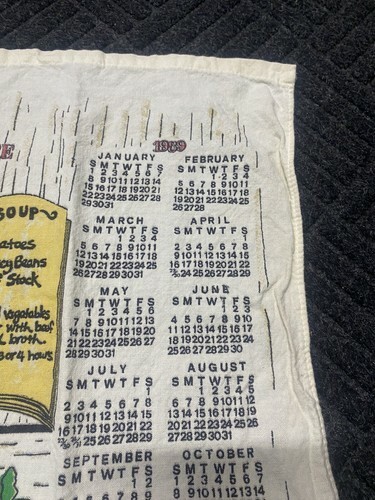 E
1989
JANUARY
S M T W T F S
1 2 3 4 5 6 7
8 9 10 11 12 13 14
15 16 17 18 19 20 21
22 23 24 25 26 27 28
29 30 31
FEBRUARY
S M T W T F S
1 2 3 4
5 6 7 8 9 10 11
12 13 14 15 16 17 18
19 20 21 22 23 24 25
26 27 28
SOUP
MARCH
S M T W T F S
1 2 3 4
5 6 7 8 9 10 11
12 13 14 15 16 17 18
19 20 21 22 23 24 25
26 27 28 29 30 31
APRIL
S M T W T F S
1
2 3 4 5 6 7 8
9 10 11 12 13 14 15
16 17 18 19 20 21 22
23/30 24 25 26 27 28 29
atoes
Beans
Stock
vegetables
with beef
broth.
or 4 hours
MAY
S M T W T F S
1 2 3 4 5 6
7 8 9 10 11 12 13
14 15 16 17 18 19 20
21 22 23 24 25 26 27
28 29 30 31
JUNE
S M T W T F S
1 2 3
4 5 6 7 8 9 10
11 12 13 14 15 16 17
18 19 20 21 22 23 24
25 26 27 28 29 30
JULY
S M T W T F S
1
2 3 4 5 6 7 8
9 10 11 12 13 14 15
16 17 18 19 20 21 22
23/30 24/31 25 26 27 28 29
AUGUST
S M T W T F S
1 2 3 4 5
6 7 8 9 10 11 12
13 14 15 16 17 18 19
20 21 22 23 24 25 26
27 28 29 30 31
SEPTEMBER
S M T W T F S
1 2
OCTOBER
S M T W T F S
1 2 3 4 5 6 7